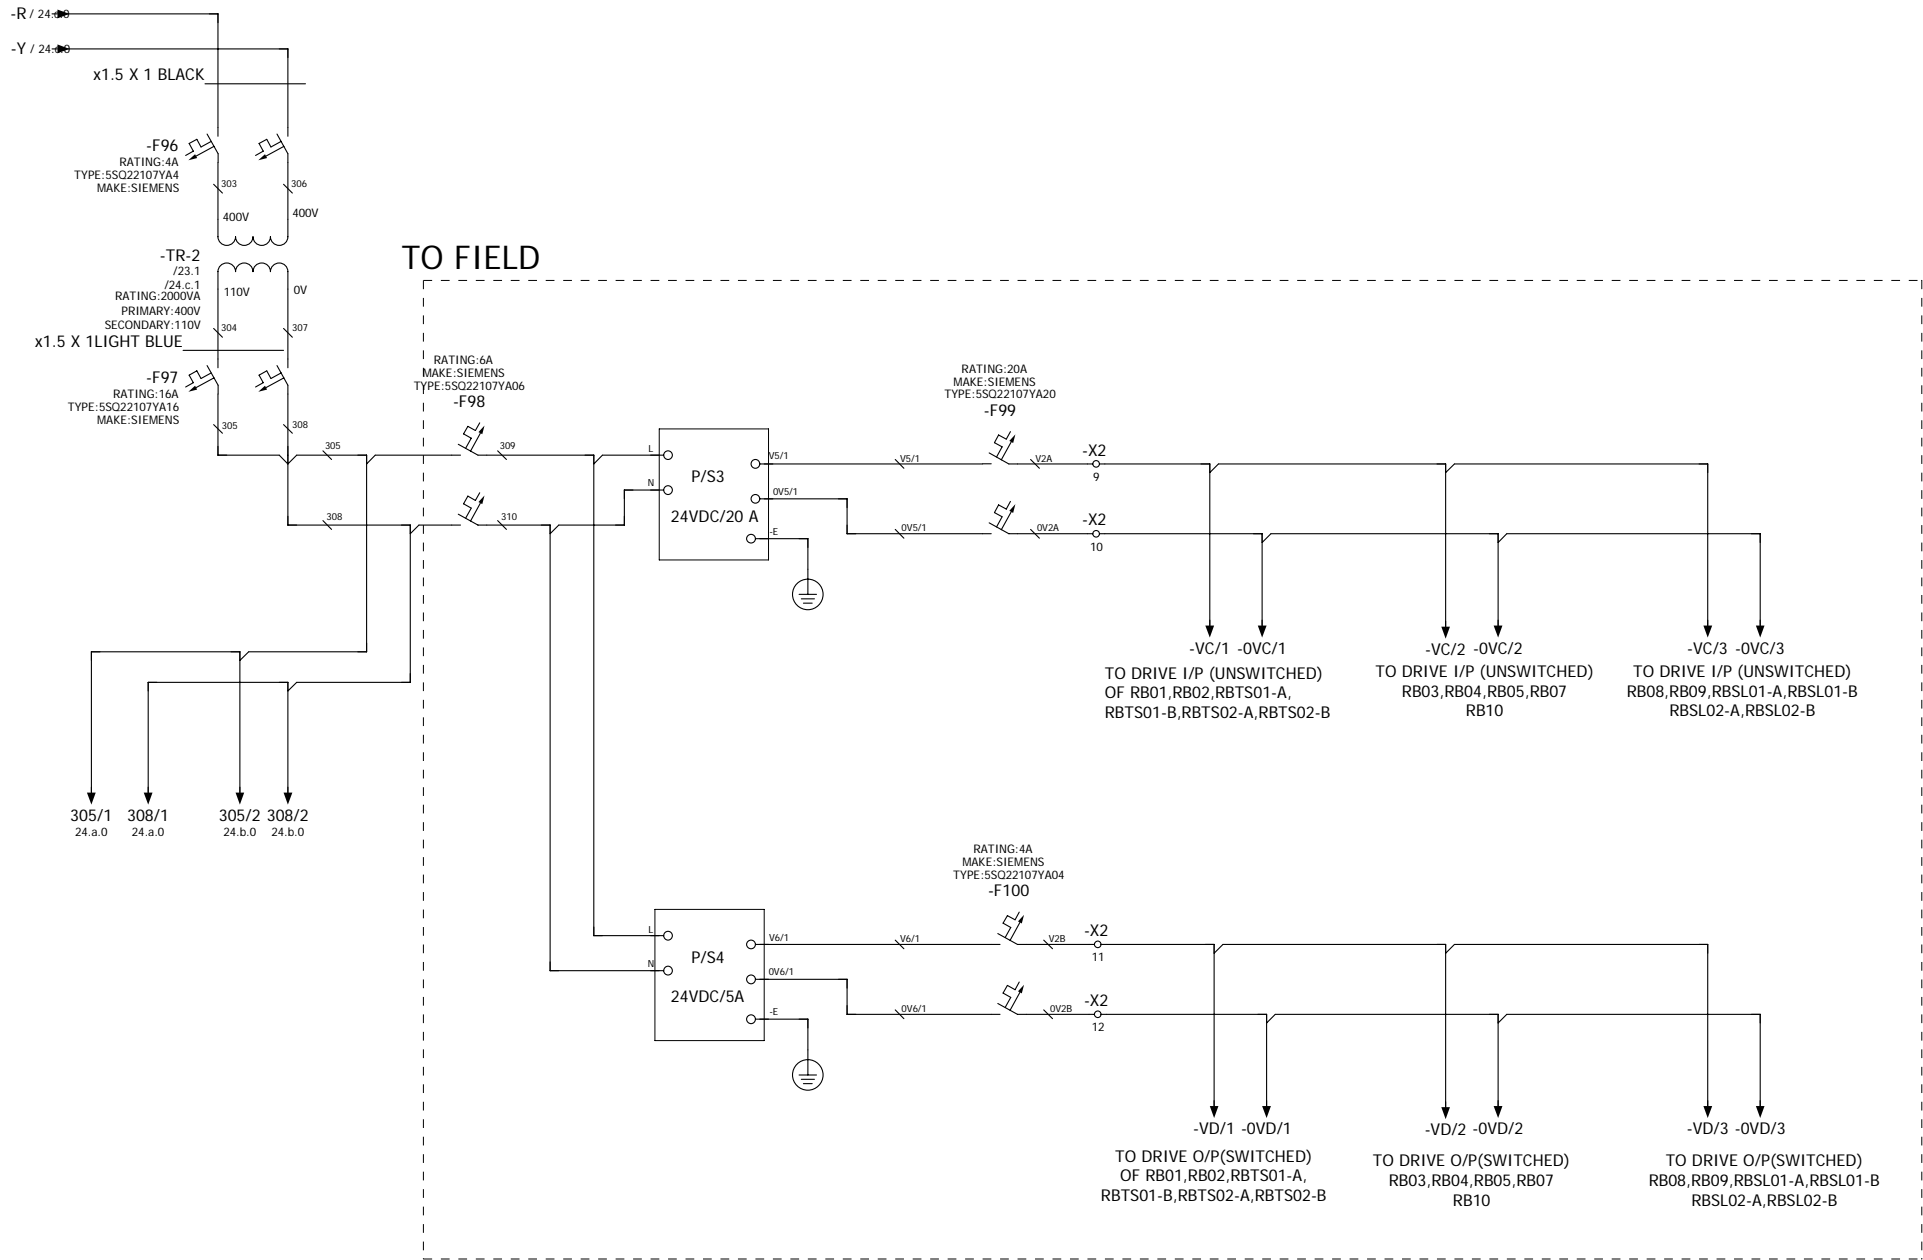 -R / 24.
-Y / 24.
x1.5 X 1 BLACK
-F96
RATING:4A
TYPE:5SQ22107YA4
MAKE:SIEMENS
303
306
400V
400V
-TR-2
/23.1
/24.c.1
RATING:2000VA
PRIMARY:400V
SECONDARY:110V
110V
0V
304
307
x1.5 X 1LIGHT BLUE
-F97
RATING:16A
TYPE:5SQ22107YA16
MAKE:SIEMENS
305
308
305
308
305/1
24.a.0
308/1
24.a.0
305/2
24.b.0
308/2
24.b.0
TO FIELD
RATING:6A
MAKE:SIEMENS
TYPE:5SQ22107YA06
-F98
309
310
L
N
P/S3
24VDC/20 A
V5/1
0V5/1
-E
RATING:20A
MAKE:SIEMENS
TYPE:5SQ22107YA20
-F99
V5/1
V2A
-X2
9
0V5/1
0V2A
-X2
10
-VC/1 -0VC/1
TO DRIVE I/P (UNSWITCHED)
OF RB01,RB02,RBTS01-A,
RBTS01-B,RBTS02-A,RBTS02-B
-VC/2 -0VC/2
TO DRIVE I/P (UNSWITCHED)
RB03,RB04,RB05,RB07
RB10
-VC/3 -0VC/3
TO DRIVE I/P (UNSWITCHED)
RB08,RB09,RBSL01-A,RBSL01-B
RBSL02-A,RBSL02-B
L
N
P/S4
24VDC/5A
V6/1
0V6/1
-E
RATING:4A
MAKE:SIEMENS
TYPE:5SQ22107YA04
-F100
V6/1
V2B
-X2
11
0V6/1
0V2B
-X2
12
-VD/1 -0VD/1
TO DRIVE O/P(SWITCHED)
OF RB01,RB02,RBTS01-A,
RBTS01-B,RBTS02-A,RBTS02-B
-VD/2 -0VD/2
TO DRIVE O/P(SWITCHED)
RB03,RB04,RB05,RB07
RB10
-VD/3 -0VD/3
TO DRIVE O/P(SWITCHED)
RB08,RB09,RBSL01-A,RBSL01-B
RBSL02-A,RBSL02-B